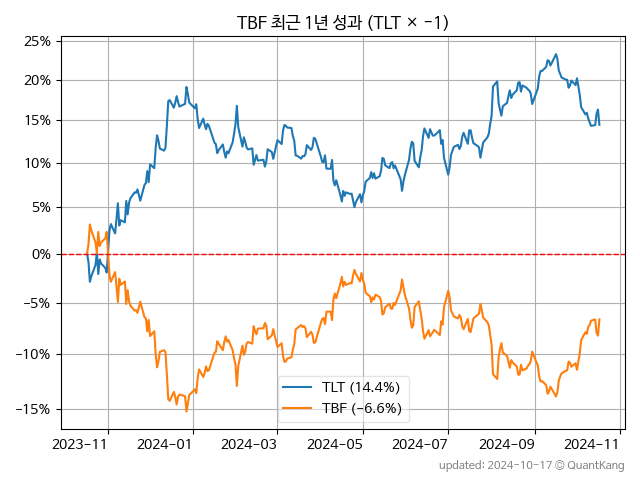 TBF 최근 1년 성과 (TLT × −1)
25%
20%
15%
10%
5%
0%
−5%
−10%
−15%
TLT (14.4%)
TBF (−6.6%)
2023−11 2024−01 2024−03 2024−05 2024−07 2024−09 2024−11
updated: 2024-10-17 © QuantKang